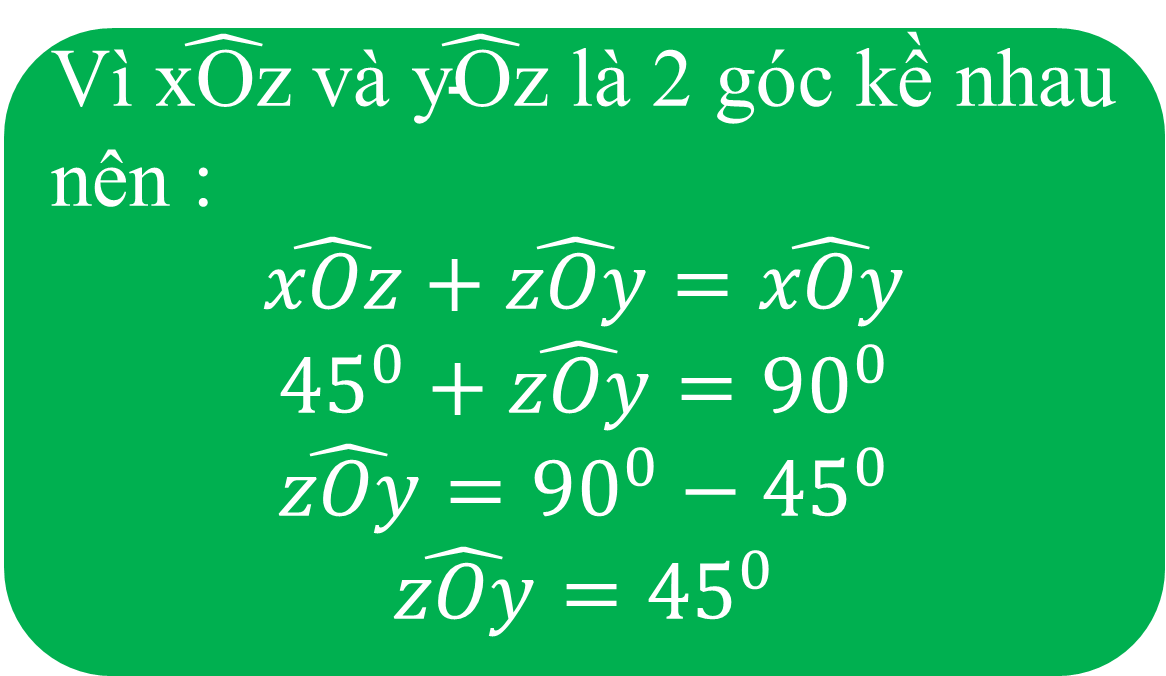 Vì xÔz và yÔz là 2 góc kề nhau
nên :
xÔz + zÔy = xÔy
45⁰ + zÔy = 90⁰
zÔy = 90⁰ − 45⁰
zÔy = 45⁰